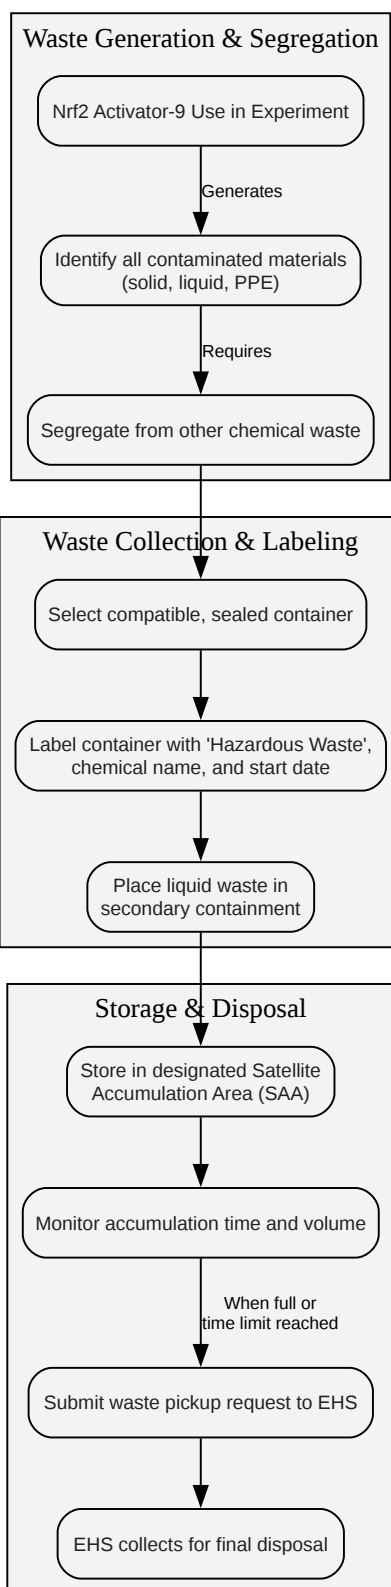 Waste Generation & Segregation
Nrf2 Activator-9 Use in Experiment
Generates
Identify all contaminated materials
(solid, liquid, PPE)
Requires
Segregate from other chemical waste
Waste Collection & Labeling
Select compatible, sealed container
Label container with 'Hazardous Waste',
chemical name, and start date
Place liquid waste in
secondary containment
Storage & Disposal
Store in designated Satellite
Accumulation Area (SAA)
Monitor accumulation time and volume
When full or
time limit reached
Submit waste pickup request to EHS
EHS collects for final disposal